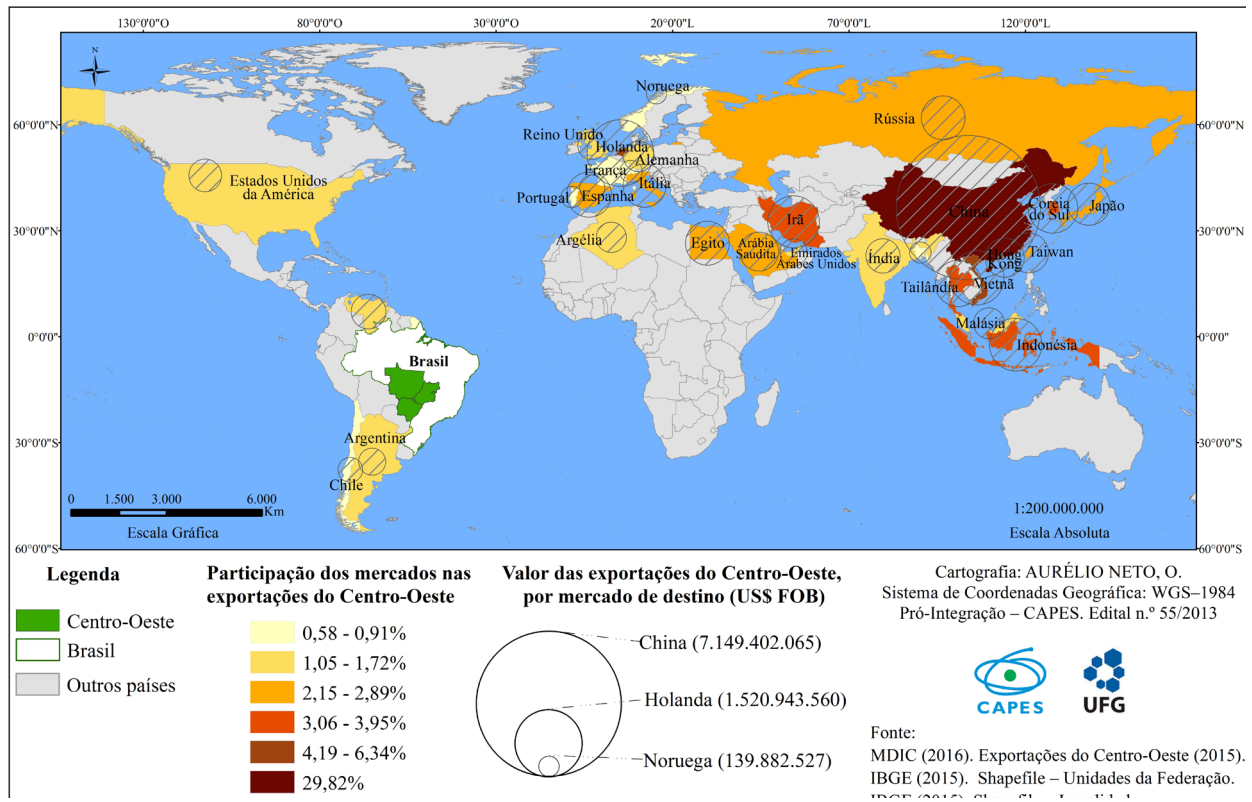 130°0'0"O 80°0'0"O 30°0'0"O 20°0'0"L 70°0'0"L 120°0'0"L
N
Noruega
60°0'0"N
Reino Unido
Rússia
60°0'0"N
Holanda
Alemanha
França
Estados Unidos
da América
Itália
Portugal
Espanha
China
Coreia
do Sul
Japão
30°0'0"N
Argélia
Egito
Arábia
Saudita
Irã
Emirados
Árabes Unidos
Índia
Hong
Kong
Taiwan
30°0'0"N
Tailândia
Vietnã
Malásia
0°0'0"
Indonésia
0°0'0"
Brasil
30°0'0"S
Argentina
30°0'0"S
Chile
0 1.500 3.000 6.000
Km
Escala Gráfica
1:200.000.000
Escala Absoluta
60°0'0"S
60°0'0"S
Legenda
Centro-Oeste
Brasil
Outros países
Participação dos mercados nas
exportações do Centro-Oeste
0,58 - 0,91%
1,05 - 1,72%
2,15 - 2,89%
3,06 - 3,95%
4,19 - 6,34%
29,82%
Valor das exportações do Centro-Oeste,
por mercado de destino (US$ FOB)
China (7.149.402.065)
Holanda (1.520.943.560)
Noruega (139.882.527)
Cartografia: AURÉLIO NETO, O.
Sistema de Coordenadas Geográfica: WGS–1984
Pró-Integração – CAPES. Edital n.º 55/2013
CAPES
UFG
Fonte:
MDIC (2016). Exportações do Centro-Oeste (2015).
IBGE (2015). Shapefile – Unidades da Federação.